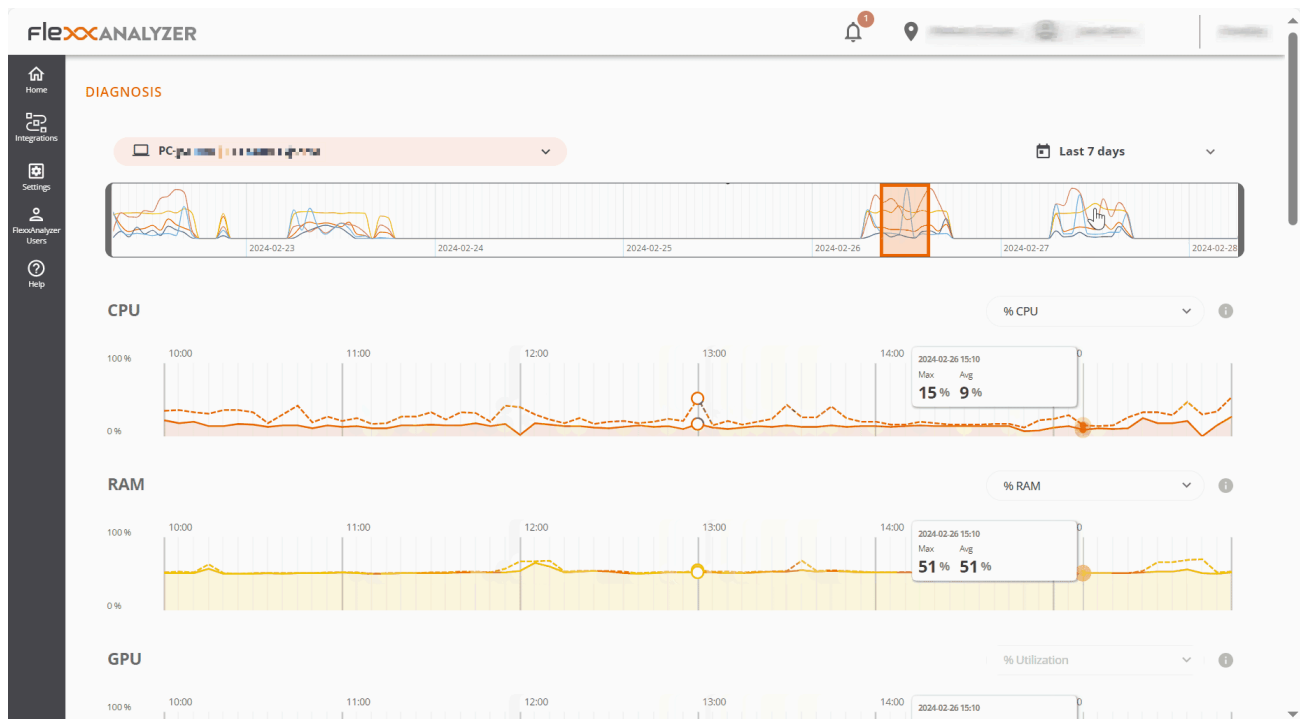 FlexxANALYZER
1
Home
Integrations
Settings
FlexxAnalyzer
Users
Help
DIAGNOSIS
PC-
Last 7 days
2024-02-23 2024-02-24 2024-02-25 2024-02-26 2024-02-27 2024-02-28
CPU
% CPU
100 %
10:00 11:00 12:00 13:00 14:00 0
2024-02-26 15:10
Max Avg
15 % 9 %
0 %
RAM
% RAM
100 %
10:00 11:00 12:00 13:00 14:00 0
2024-02-26 15:10
Max Avg
51 % 51 %
0 %
GPU
% Utilization
100 %
10:00 11:00 12:00 13:00 14:00 0
2024-02-26 15:10